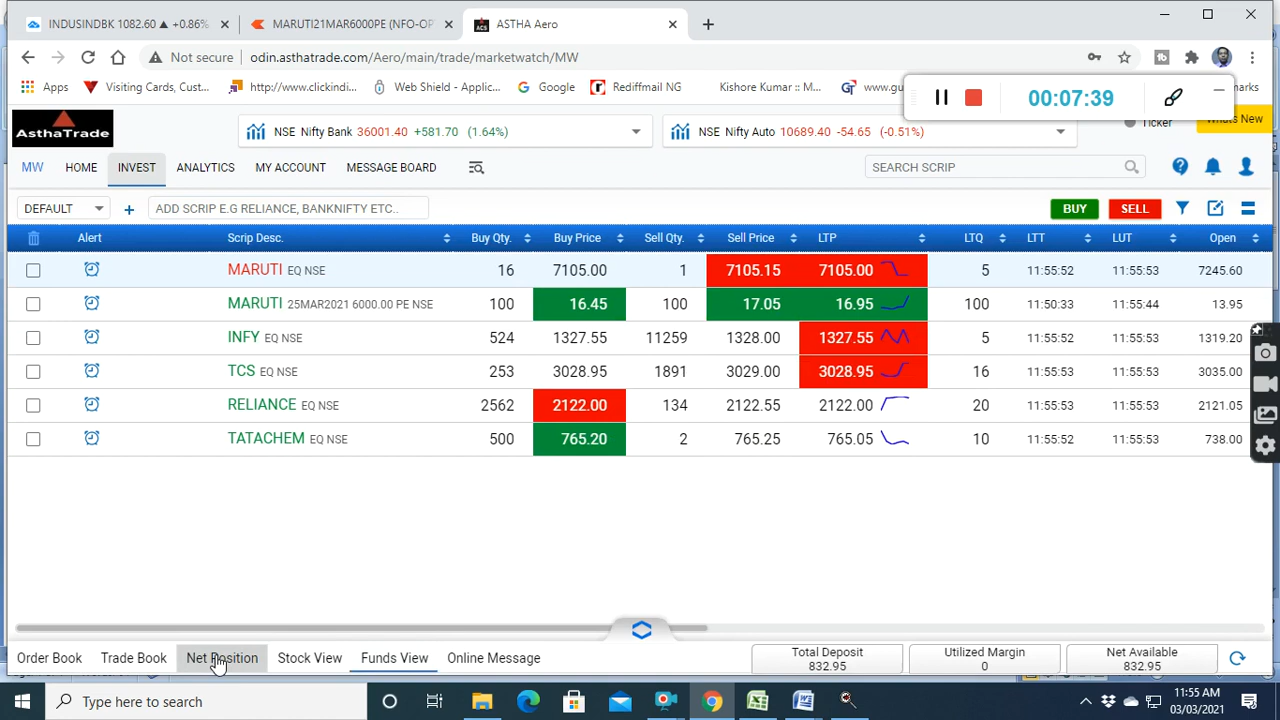 INDUSINDBK 1082.60 ▲ +0.86%
MARUTI21MAR6000PE (NFO-OP
ASTHA Aero
Not secure
odin.asthatrade.com/Aero/main/trade/marketwatch/MW
Apps
Visiting Cards, Cust...
http://www.clickindi...
Web Shield - Applic...
Google
Rediffmail NG
Kishore Kumar ::: M...
www.gu
marks
00:07:39
AsthaTrade
ACS
NSE Nifty Bank 36001.40 +581.70 (1.64%)
NSE Nifty Auto 10689.40 -54.65 (-0.51%)
Ticker
Whats New
MW HOME INVEST ANALYTICS MY ACCOUNT MESSAGE BOARD
SEARCH SCRIP
DEFAULT
ADD SCRIP E.G RELIANCE, BANKNIFTY ETC..
BUY SELL
Alert Scrip Desc. Buy Qty. Buy Price Sell Qty. Sell Price LTP LTQ LTT LUT Open
MARUTI EQ NSE 16 7105.00 1 7105.15 7105.00 5 11:55:52 11:55:53 7245.60
MARUTI 25MAR2021 6000.00 PE NSE 100 16.45 100 17.05 16.95 100 11:50:33 11:55:44 13.95
INFY EQ NSE 524 1327.55 11259 1328.00 1327.55 5 11:55:52 11:55:53 1319.20
TCS EQ NSE 253 3028.95 1891 3029.00 3028.95 16 11:55:53 11:55:53 3035.00
RELIANCE EQ NSE 2562 2122.00 134 2122.55 2122.00 20 11:55:53 11:55:53 2121.05
TATACHEM EQ NSE 500 765.20 2 765.25 765.05 10 11:55:52 11:55:53 738.00
Order Book Trade Book Net Position Stock View Funds View Online Message
Total Deposit
832.95
Utilized Margin
0
Net Available
832.95
Type here to search
11:55 AM
03/03/2021